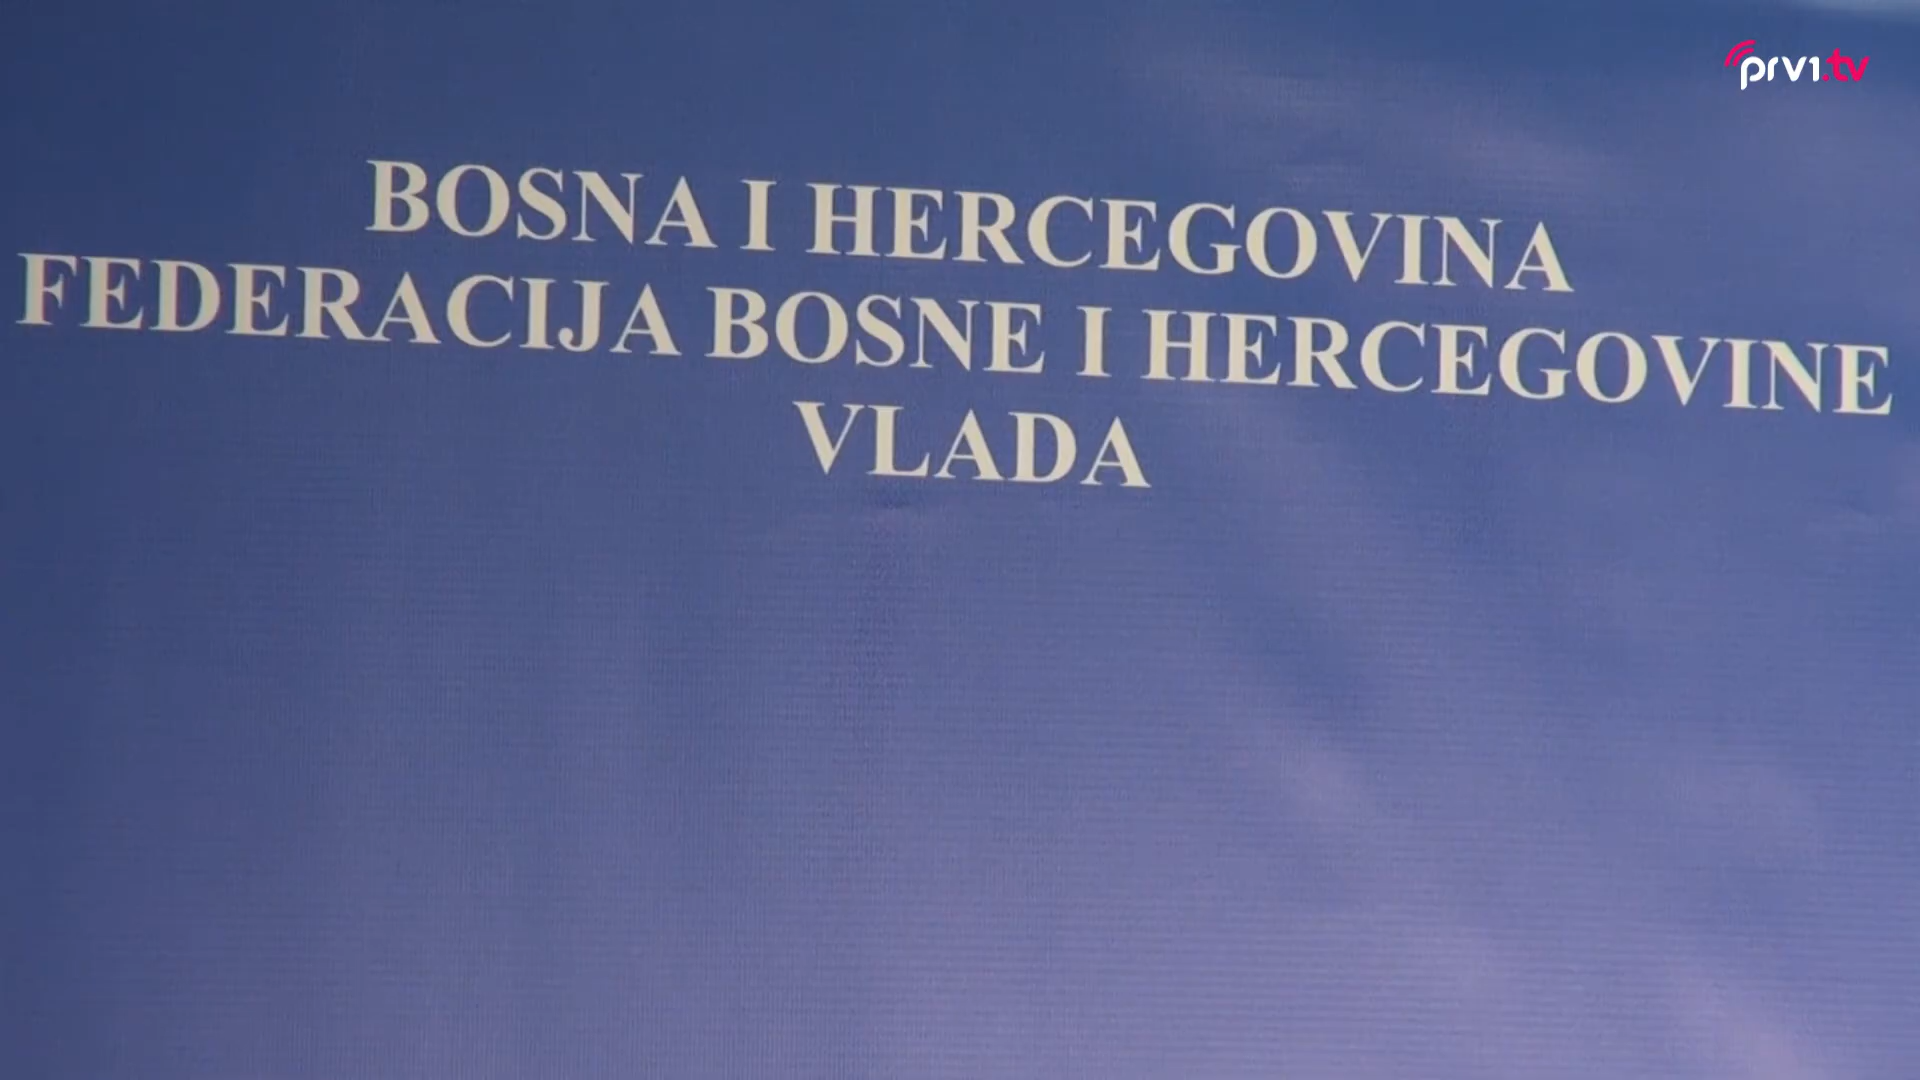 prv1.tv
BOSNA I HERCEGOVINA
FEDERACIJA BOSNE I HERCEGOVINE
VLADA